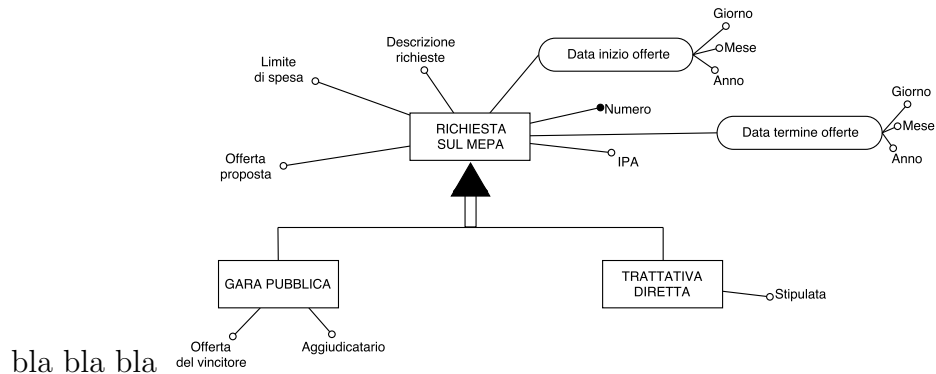 Giorno
Mese
Anno
Data inizio offerte
Descrizione
richieste
Limite
di spesa
Giorno
Mese
Anno
Data termine offerte
Numero
RICHIESTA
SUL MEPA
IPA
Offerta
proposta
GARA PUBBLICA
TRATTATIVA
DIRETTA
Stipulata
Offerta
del vincitore
Aggiudicatario
bla bla bla